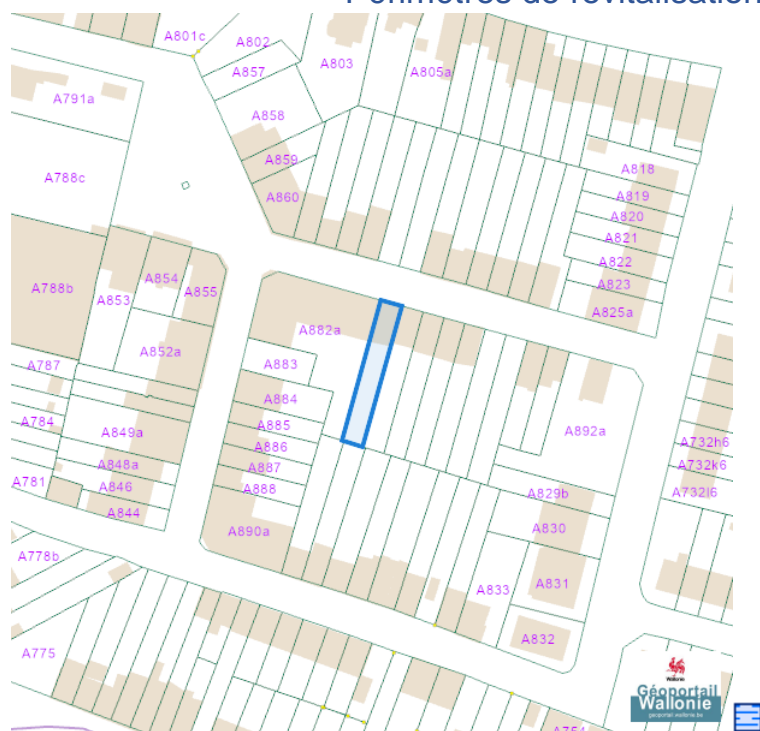 Périmètres de revitalisation
A801c
A802
A857
A803
A805a
A791a
A858
A788c
A859
A860
A818
A819
A820
A821
A822
A823
A825a
A788b
A854
A853
A855
A882a
A852a
A787
A883
A884
A885
A886
A887
A888
A784
A849a
A848a
A781
A846
A844
A890a
A892a
A732h6
A732k6
A732l6
A829b
A830
A778b
A833
A831
A832
A775
Wallonie
Géoportail
Wallonie
geoportail.wallonie.be